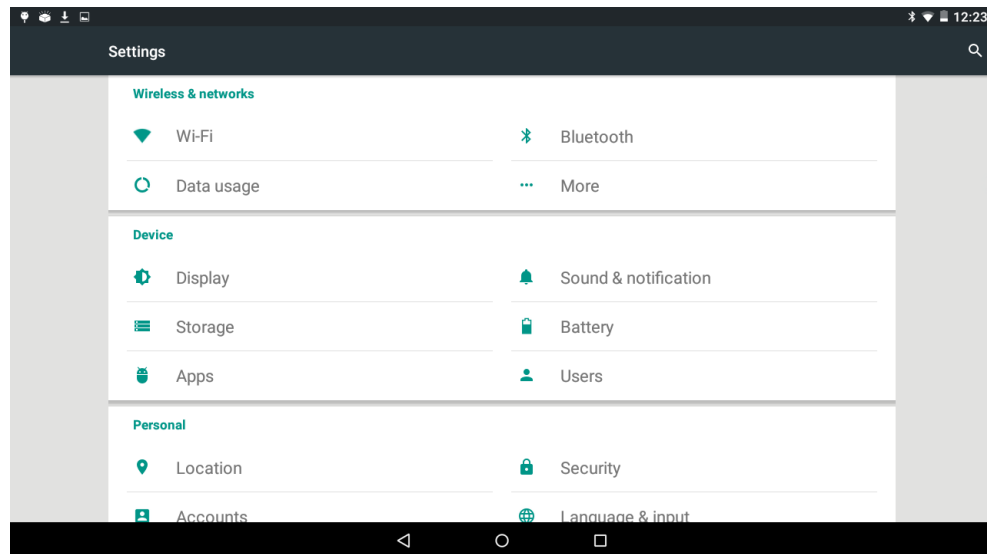 12:23
Settings
Wireless & networks
Wi-Fi Bluetooth
Data usage More
Device
Display Sound & notification
Storage Battery
Apps Users
Personal
Location Security
Accounts Language & input